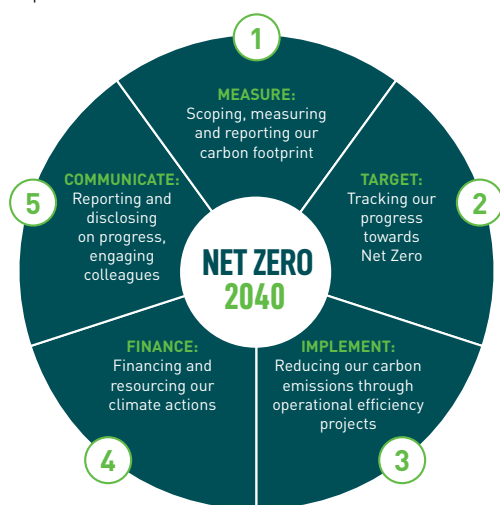 1
MEASURE:
Scoping, measuring
and reporting our
carbon footprint
2
TARGET:
Tracking our
progress
towards
Net Zero
3
IMPLEMENT:
Reducing our carbon
emissions through
operational efficiency
projects
4
FINANCE:
Financing and
resourcing our
climate actions
5
COMMUNICATE:
Reporting and
disclosing
on progress,
engaging
colleagues
NET ZERO
2040